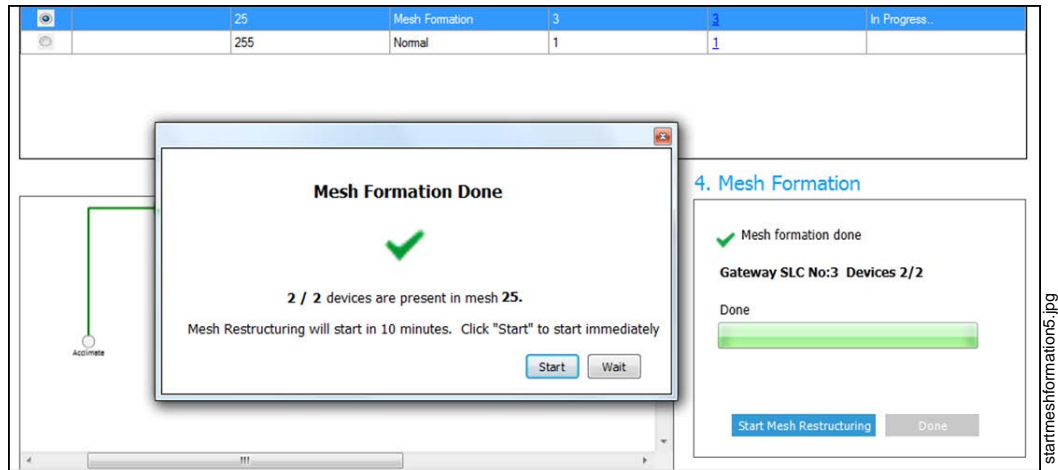 25 Mesh Formation 3 3 In Progress..
255 Normal 1 1
Mesh Formation Done
2 / 2 devices are present in mesh 25.
Mesh Restructuring will start in 10 minutes. Click "Start" to start immediately
Start Wait
Acclimate
4. Mesh Formation
Mesh formation done
Gateway SLC No:3 Devices 2/2
Done
Start Mesh Restructuring Done
startmeshformation5.jpg